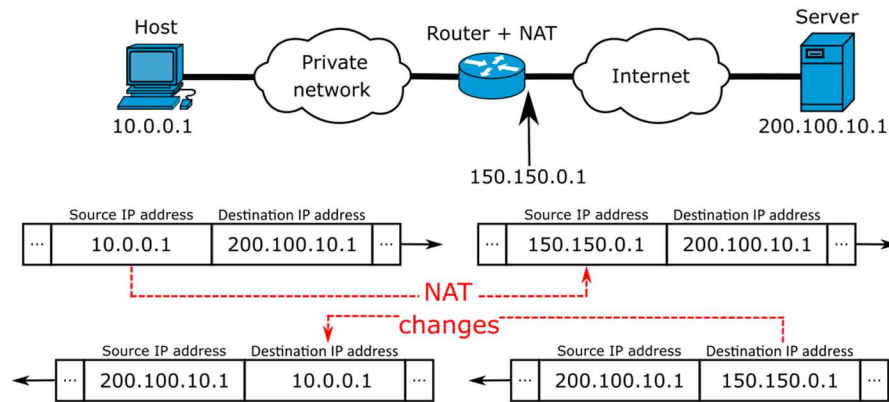 Host
Router + NAT
Server
Private
network
Internet
10.0.0.1
200.100.10.1
150.150.0.1
Source IP address Destination IP address
... 10.0.0.1 200.100.10.1 ...
Source IP address Destination IP address
... 150.150.0.1 200.100.10.1 ...
NAT
changes
Source IP address Destination IP address
... 200.100.10.1 10.0.0.1 ...
Source IP address Destination IP address
... 200.100.10.1 150.150.0.1 ...